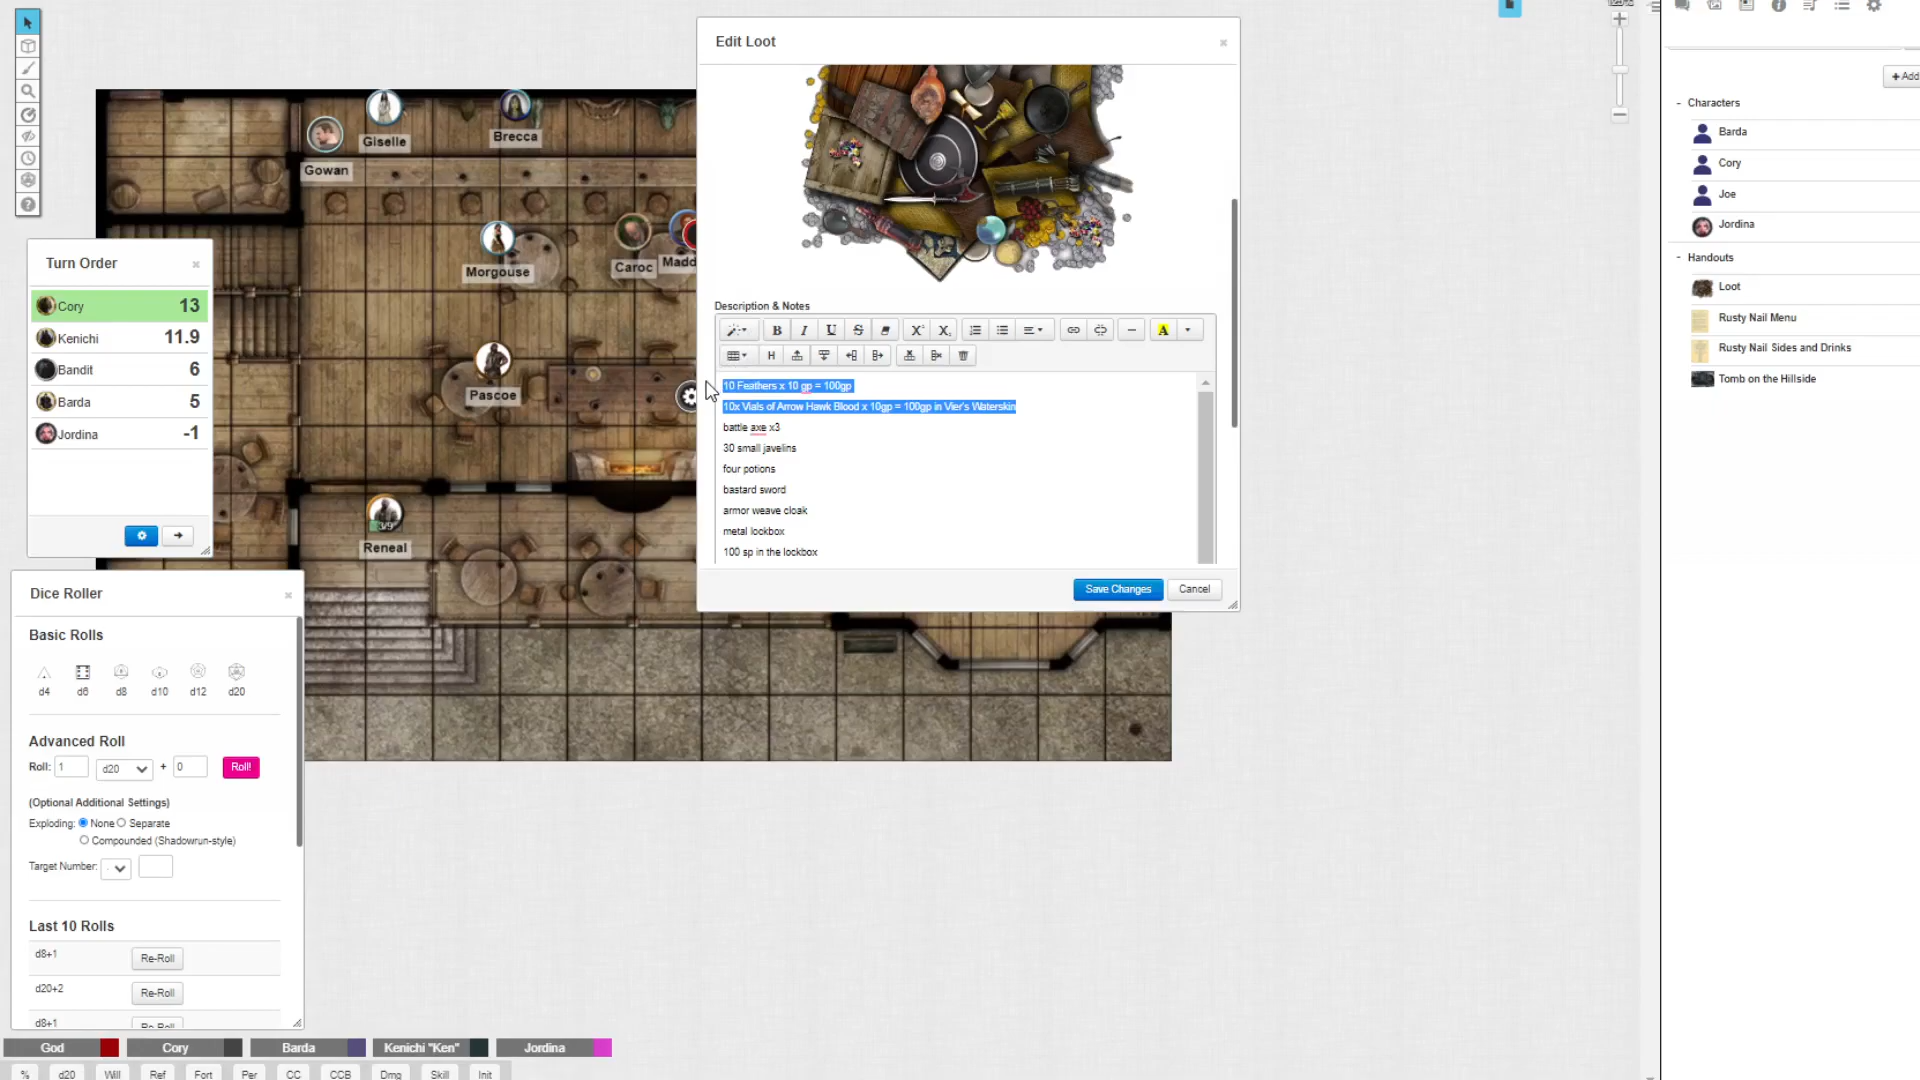 Edit Loot
Description & Notes
B I U S X X
H
A
10 Feathers x 10 gp = 100gp
10x Vials of Arrow Hawk Blood x 10gp = 100gp in Vier's Waterskin
battle axe x3
30 small javelins
four potions
bastard sword
armor weave cloak
metal lockbox
100 sp in the lockbox
Save Changes
Cancel
Giselle
Brecca
Gowan
Morgouse
Caroc
Madd
Pascoe
3/9
Reneal
Turn Order
Cory 13
Kenichi 11.9
Bandit 6
Barda 5
Jordina -1
Dice Roller
Basic Rolls
d4 d6 d8 d10 d12 d20
Advanced Roll
Roll: 1 d20 + 0 Roll!
(Optional Additional Settings)
Exploding: None Separate
Compounded (Shadowrun-style)
Target Number:
Last 10 Rolls
d8+1 Re-Roll
d20+2 Re-Roll
d8+1 Re-Roll
God Cory Barda Kenichi "Ken" Jordina
% d20 Will Ref Fort Per CC CCB Dmg Skill Init
+ Add
- Characters
Barda
Cory
Joe
Jordina
- Handouts
Loot
Rusty Nail Menu
Rusty Nail Sides and Drinks
Tomb on the Hillside